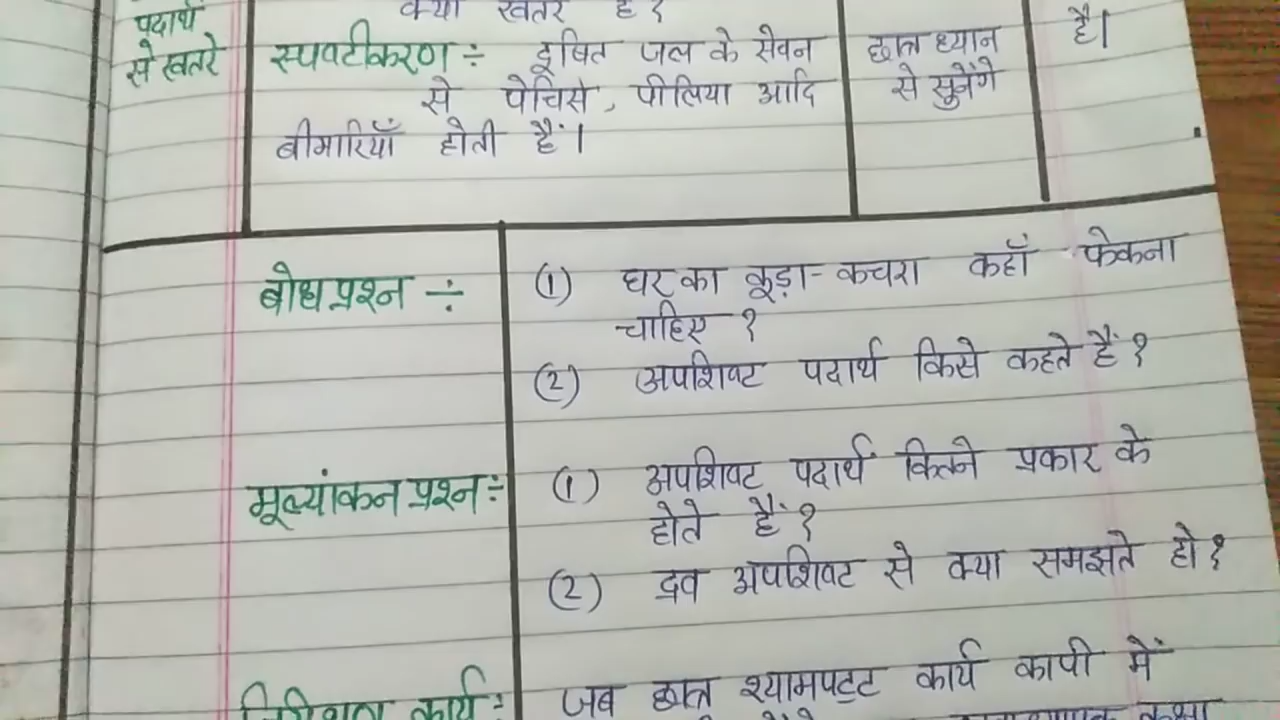 क्या खतर है ?
पदार्थ
से खतरे
स्पष्टीकरण ÷ दूषित जल के सेवन
से पेचिस, पीलिया आदि
बीमारियाँ होती हैं।
छात्र ध्यान
से सुनेंगे
है।
बोध प्रश्न ÷
(1) घर का कूड़ा-कचरा कहाँ फेकना
चाहिए ?
(2) अपशिष्ट पदार्थ किसे कहते हैं ?
मूल्यांकन प्रश्न ÷
(1) अपशिष्ट पदार्थ कितने प्रकार के
होते हैं ?
(2) द्रव अपशिष्ट से क्या समझते हो ?
कार्य ÷
जब छात्र श्यामपट्ट कार्य कापी में